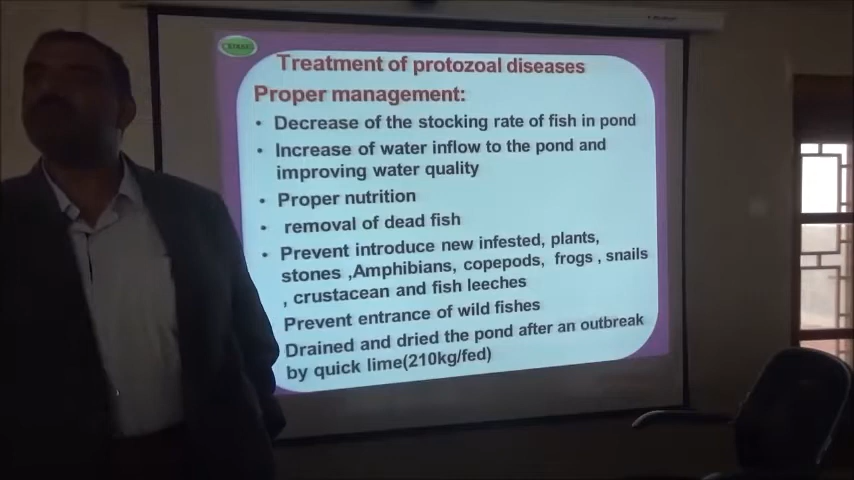 Treatment of protozoal diseases
Proper management:
• Decrease of the stocking rate of fish in pond
• Increase of water inflow to the pond and
improving water quality
• Proper nutrition
• removal of dead fish
• Prevent introduce new infested, plants,
stones ,Amphibians, copepods, frogs , snails
, crustacean and fish leeches
Prevent entrance of wild fishes
Drained and dried the pond after an outbreak
by quick lime(210kg/fed)